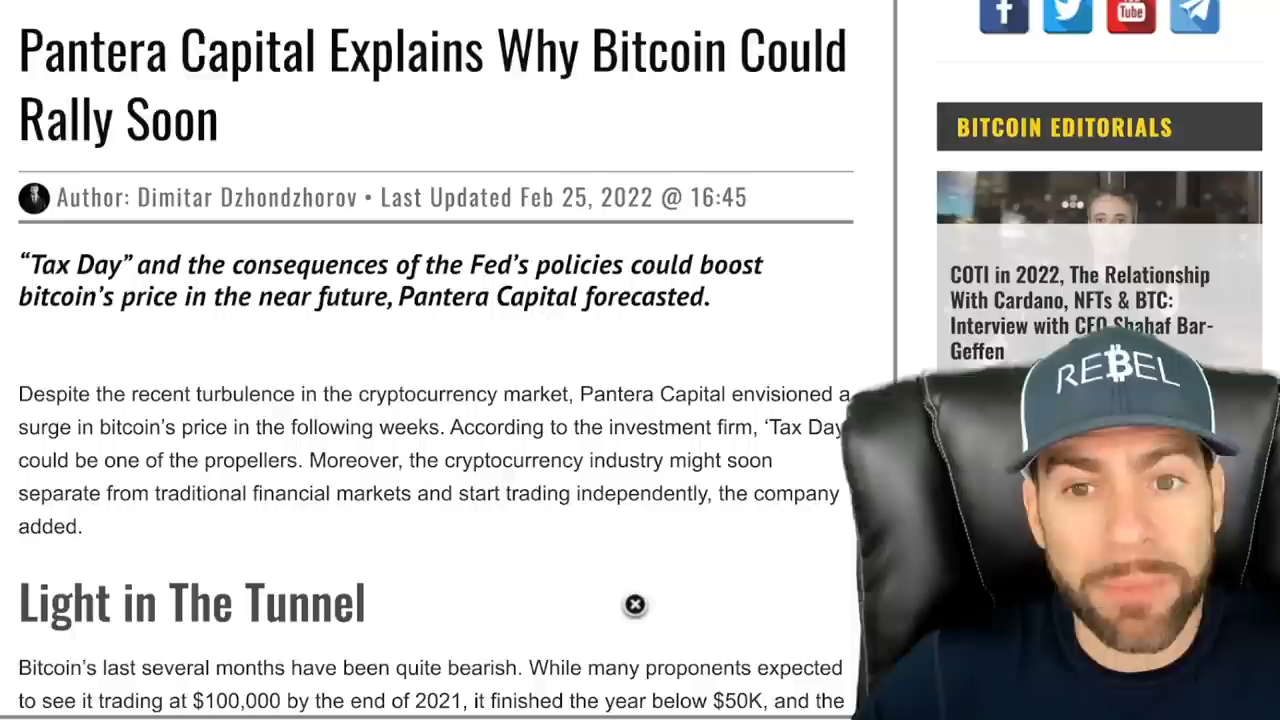 Pantera Capital Explains Why Bitcoin Could
Rally Soon
Author: Dimitar Dzhondzhorov • Last Updated Feb 25, 2022 @ 16:45
“Tax Day” and the consequences of the Fed’s policies could boost
bitcoin’s price in the near future, Pantera Capital forecasted.
Despite the recent turbulence in the cryptocurrency market, Pantera Capital envisioned a
surge in bitcoin’s price in the following weeks. According to the investment firm, ‘Tax Day
could be one of the propellers. Moreover, the cryptocurrency industry might soon
separate from traditional financial markets and start trading independently, the company
added.
Light in The Tunnel
Bitcoin’s last several months have been quite bearish. While many proponents expected
to see it trading at $100,000 by the end of 2021, it finished the year below $50K, and the
You
Tube
BITCOIN EDITORIALS
COTI in 2022, The Relationship
With Cardano, NFTs & BTC:
Interview with CEO Shahaf Bar-
Geffen
REBEL